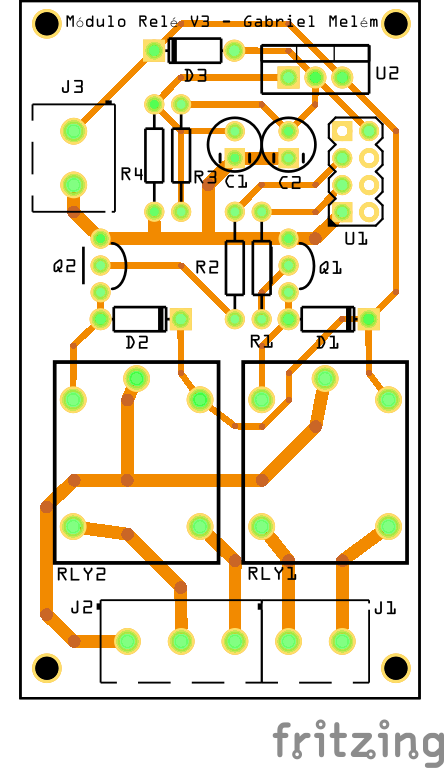 Módulo Relé V3 - Gabriel Melém
D3
U2
J3
R4
R3
C1
C2
U1
Q2
R2
Q1
D2
R1
D1
RLY2
RLY1
J2
J1
fritzing